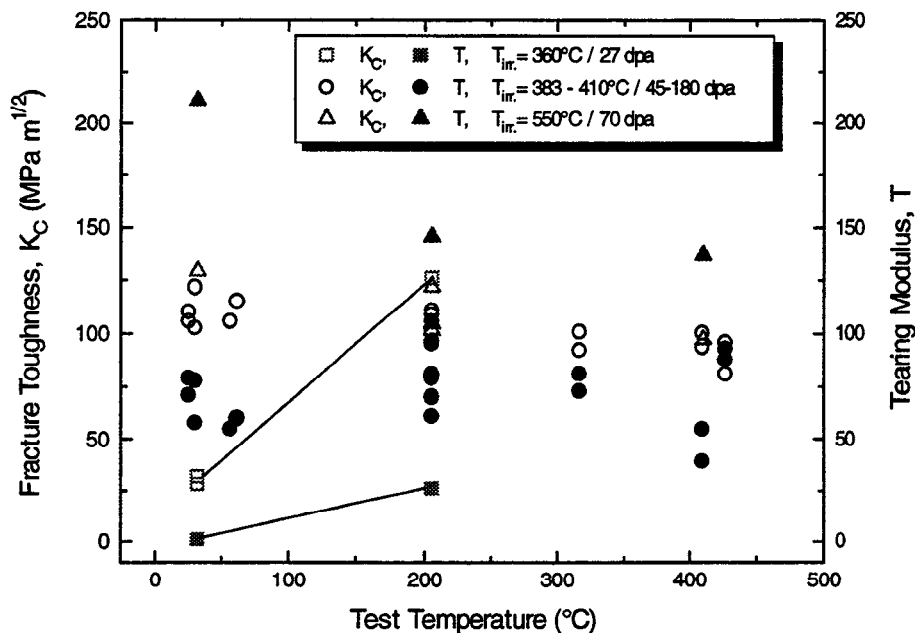 250
200
150
100
50
0
Fracture Toughness, K_C (MPa m^1/2)
K_C, T, T_irr.= 360°C / 27 dpa
K_C, T, T_irr.= 383 - 410°C / 45-180 dpa
K_C, T, T_irr.= 550°C / 70 dpa
250
200
150
100
50
0
Tearing Modulus, T
0 100 200 300 400 500
Test Temperature (°C)